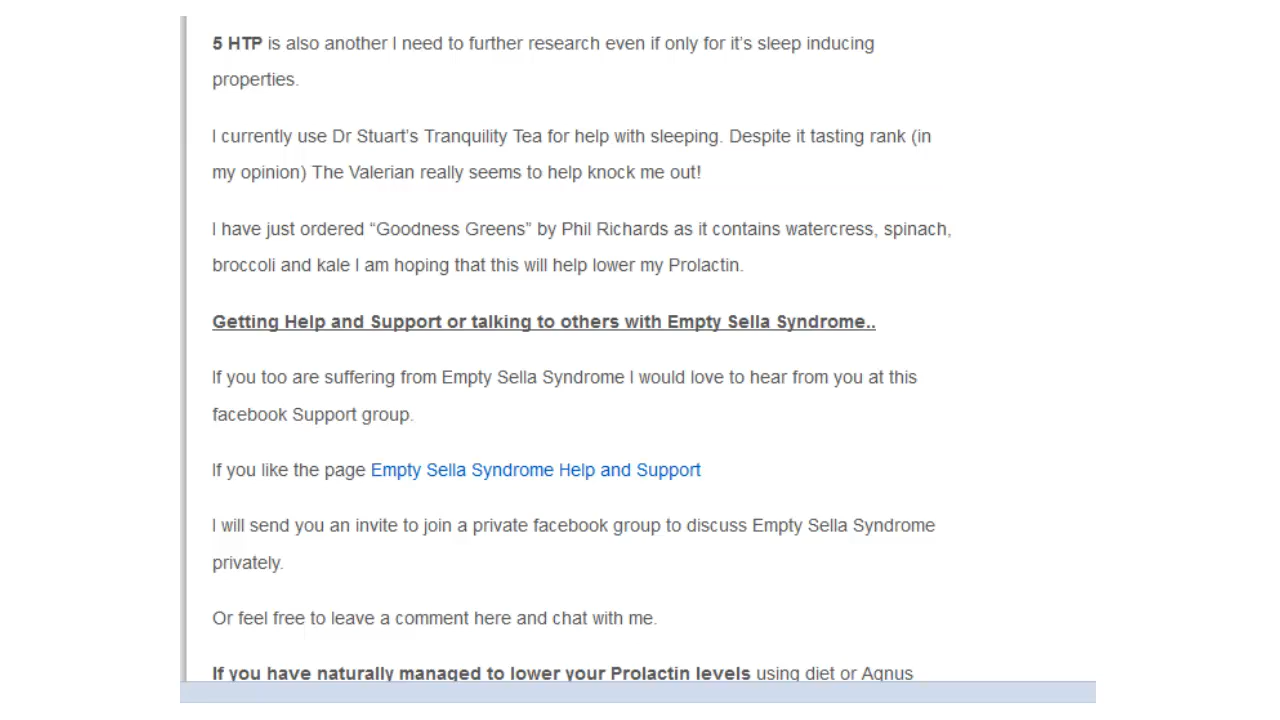 5 HTP is also another I need to further research even if only for it's sleep inducing
properties.
I currently use Dr Stuart's Tranquility Tea for help with sleeping. Despite it tasting rank (in
my opinion) The Valerian really seems to help knock me out!
I have just ordered “Goodness Greens” by Phil Richards as it contains watercress, spinach,
broccoli and kale I am hoping that this will help lower my Prolactin.
Getting Help and Support or talking to others with Empty Sella Syndrome..
If you too are suffering from Empty Sella Syndrome I would love to hear from you at this
facebook Support group.
If you like the page Empty Sella Syndrome Help and Support
I will send you an invite to join a private facebook group to discuss Empty Sella Syndrome
privately.
Or feel free to leave a comment here and chat with me.
If you have naturally managed to lower your Prolactin levels using diet or Agnus